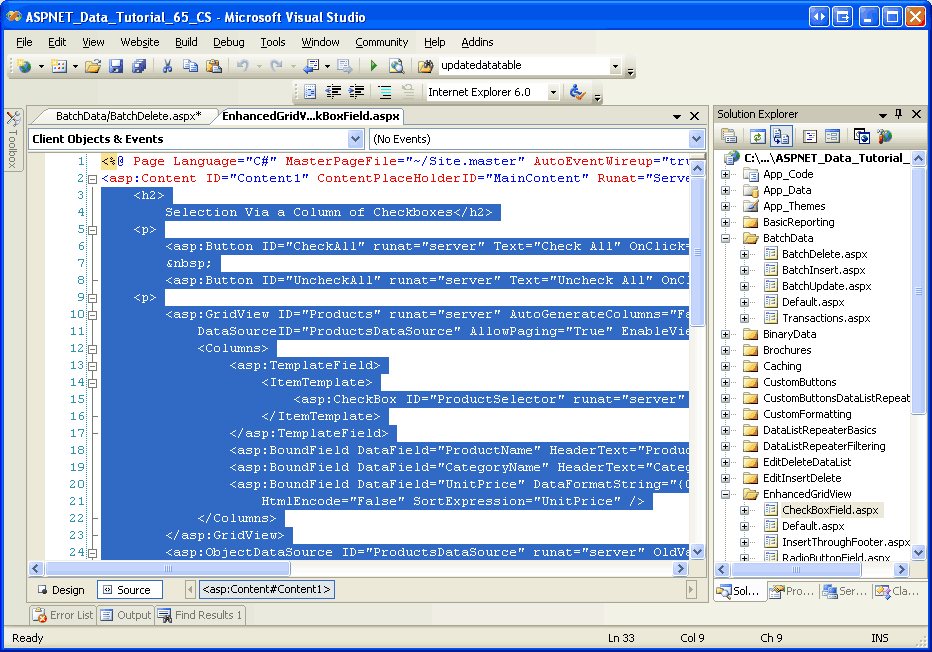 ASPNET_Data_Tutorial_65_CS - Microsoft Visual Studio
File Edit View Website Build Debug Tools Window Community Help Addins
updatedatatable
Internet Explorer 6.0
Toolbox
BatchData/BatchDelete.aspx* EnhancedGridV...kBoxField.aspx
Client Objects & Events (No Events)
1 <%@ Page Language="C#" MasterPageFile="~/Site.master" AutoEventWireup="tru
2 <asp:Content ID="Content1" ContentPlaceHolderID="MainContent" Runat="Serve
3 <h2>
4 Selection Via a Column of Checkboxes</h2>
5 <p>
6 <asp:Button ID="CheckAll" runat="server" Text="Check All" OnClick=
7 &nbsp;
8 <asp:Button ID="UncheckAll" runat="server" Text="Uncheck All" OnCl
9 <p>
10 <asp:GridView ID="Products" runat="server" AutoGenerateColumns="Fa
11 DataSourceID="ProductsDataSource" AllowPaging="True" EnableVie
12 <Columns>
13 <asp:TemplateField>
14 <ItemTemplate>
15 <asp:CheckBox ID="ProductSelector" runat="server"
16 </ItemTemplate>
17 </asp:TemplateField>
18 <asp:BoundField DataField="ProductName" HeaderText="Produc
19 <asp:BoundField DataField="CategoryName" HeaderText="Categ
20 <asp:BoundField DataField="UnitPrice" DataFormatString="{0
21 HtmlEncode="False" SortExpression="UnitPrice" />
22 </Columns>
23 </asp:GridView>
24 <asp:ObjectDataSource ID="ProductsDataSource" runat="server" OldVa
Design Source <asp:Content#Content1>
Error List Output Find Results 1
Solution Explorer
C:\...\ASPNET_Data_Tutorial_
App_Code
App_Data
App_Themes
BasicReporting
BatchData
BatchDelete.aspx
BatchInsert.aspx
BatchUpdate.aspx
Default.aspx
Transactions.aspx
BinaryData
Brochures
Caching
CustomButtons
CustomButtonsDataListRepeat
CustomFormatting
DataListRepeaterBasics
DataListRepeaterFiltering
EditDeleteDataList
EditInsertDelete
EnhancedGridView
CheckBoxField.aspx
Default.aspx
InsertThroughFooter.aspx
RadioButtonField.aspx
Sol... Pro... Ser... Cla...
Ready Ln 33 Col 9 Ch 9 INS